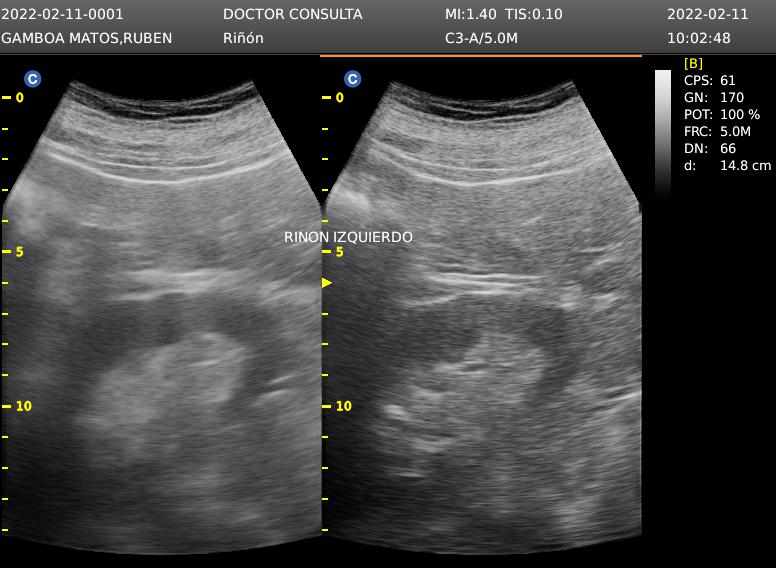 2022-02-11-0001 DOCTOR CONSULTA MI:1.40 TIS:0.10 2022-02-11
GAMBOA MATOS,RUBEN Riñón C3-A/5.0M 10:02:48
[B]
CPS: 61
GN: 170
POT: 100 %
FRC: 5.0M
DN: 66
d: 14.8 cm
C C
0 0
RINON IZQUIERDO
5 5
10 10